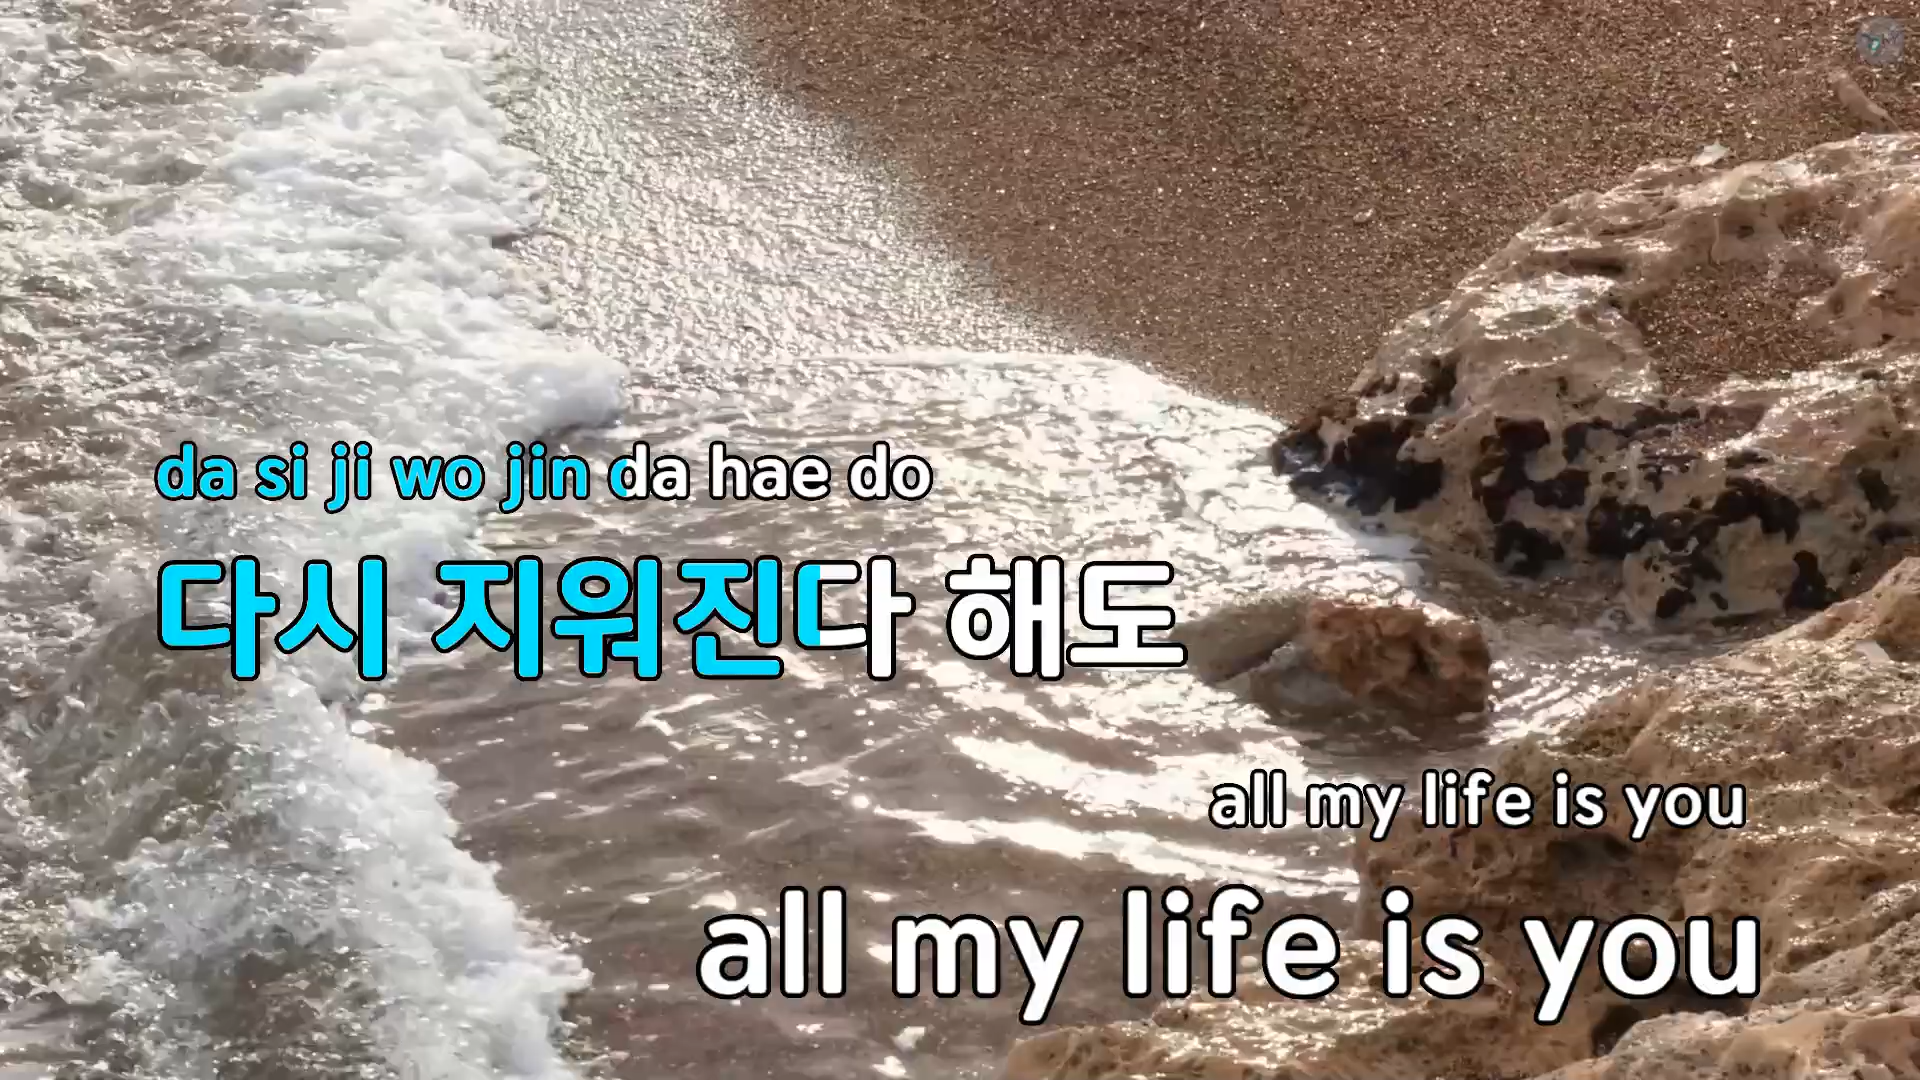 da si ji wo jin da hae do
다시 지워진다 해도
all my life is you
all my life is you